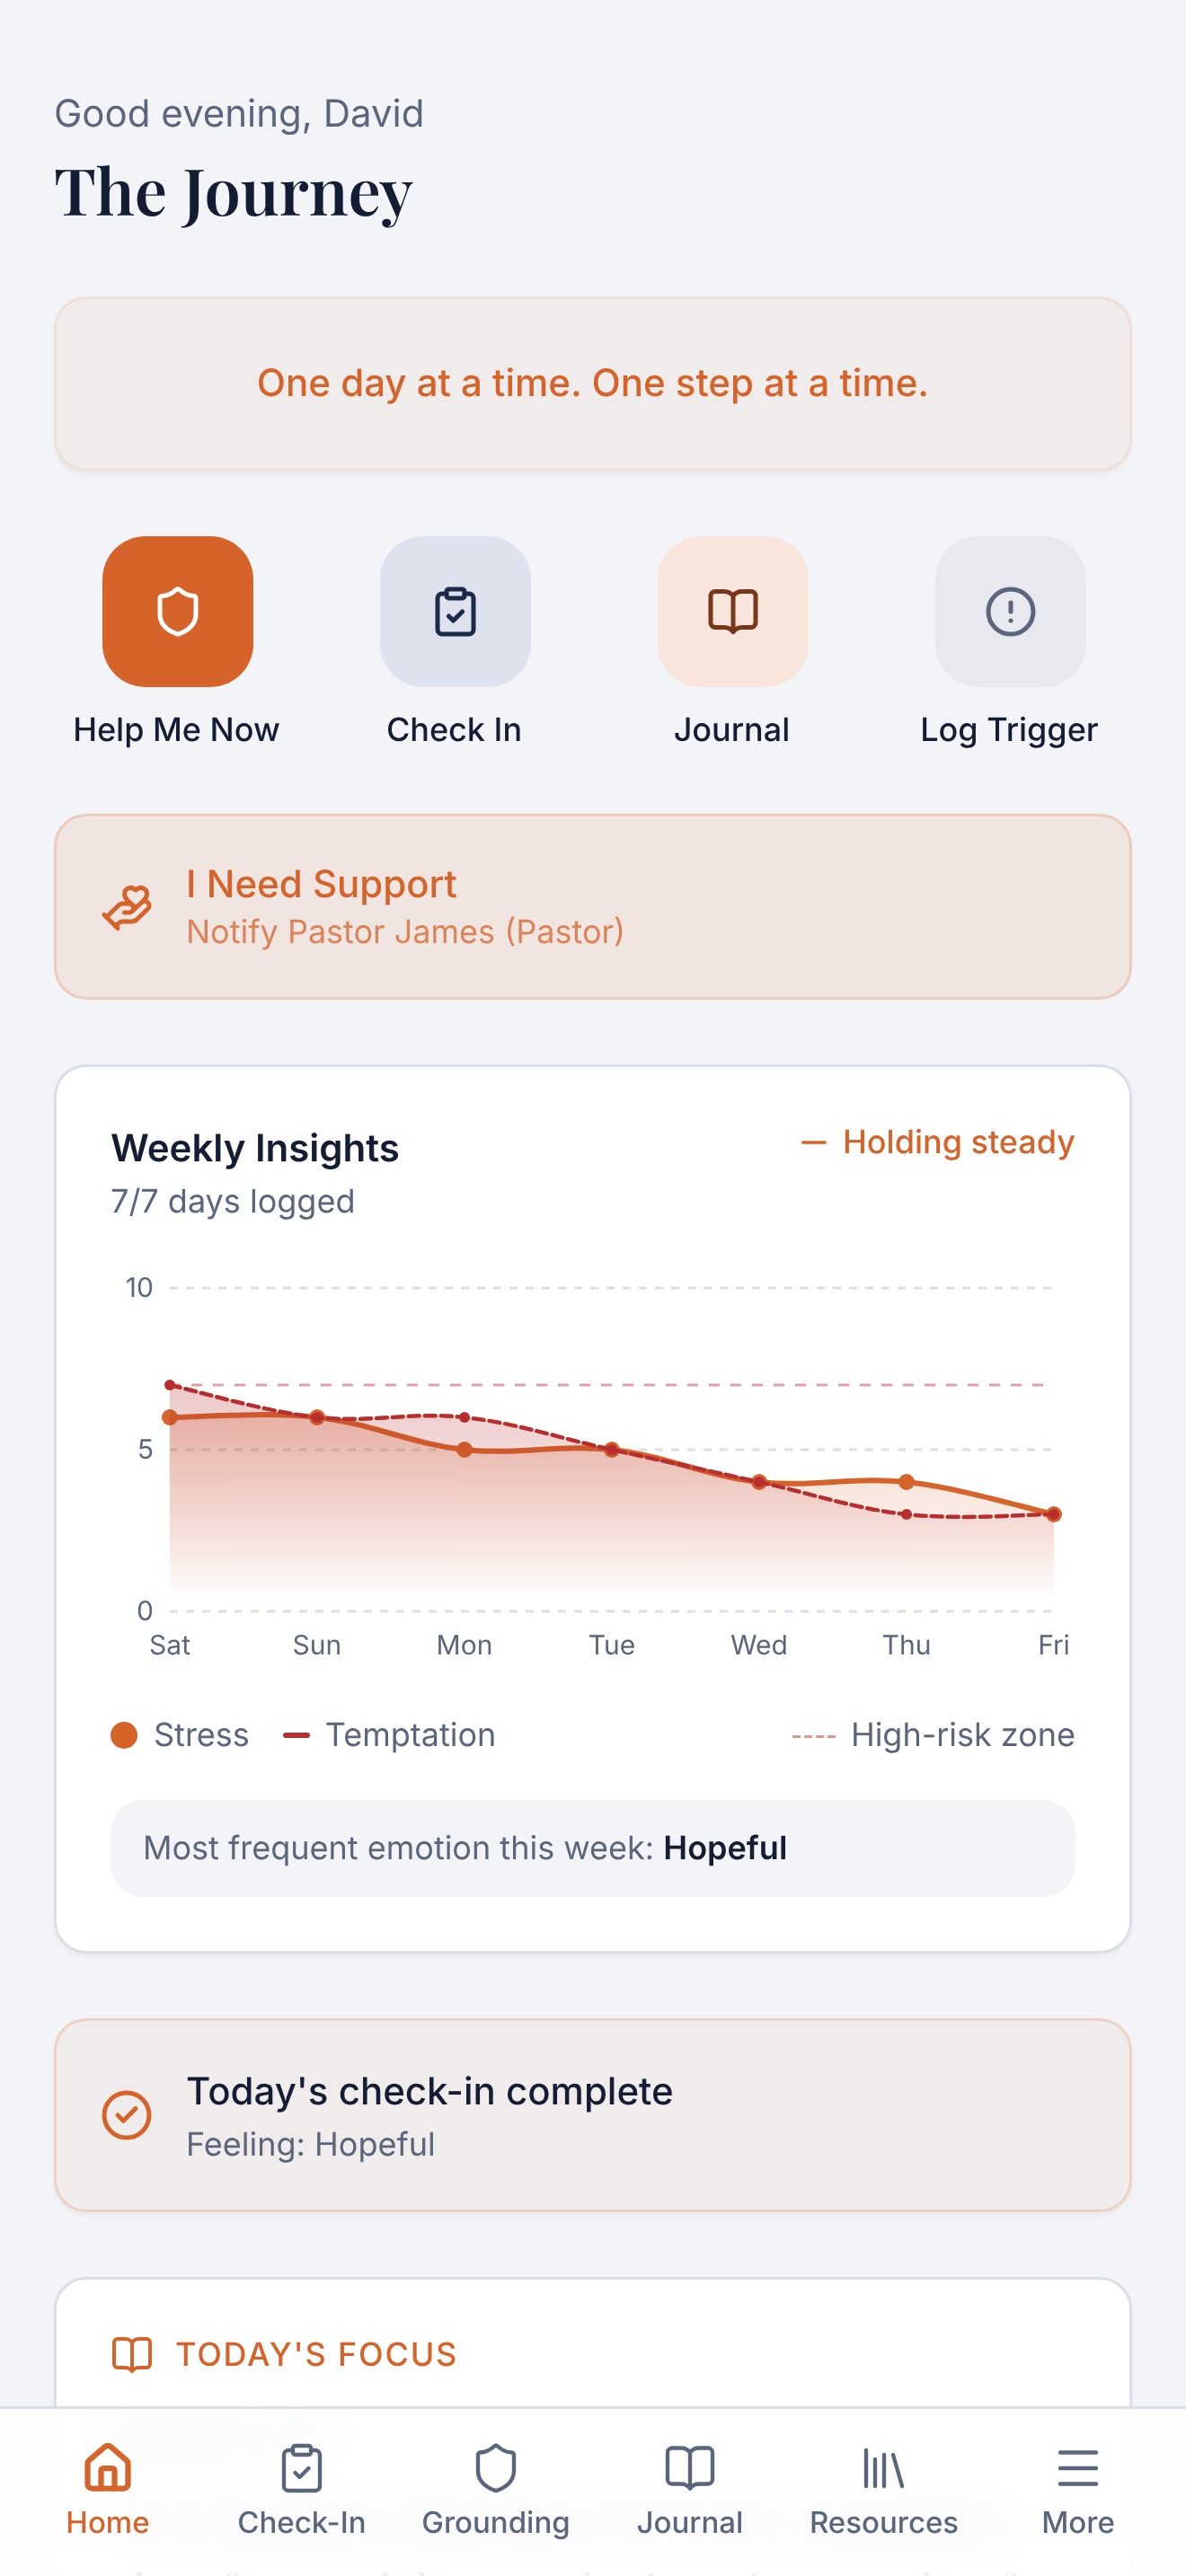 Good evening, David
The Journey
One day at a time. One step at a time.
Help Me Now
Check In
Journal
Log Trigger
I Need Support
Notify Pastor James (Pastor)
Weekly Insights
Holding steady
7/7 days logged
10
5
0
Sat
Sun
Mon
Tue
Wed
Thu
Fri
Stress
Temptation
High-risk zone
Most frequent emotion this week: Hopeful
Today's check-in complete
Feeling: Hopeful
TODAY'S FOCUS
Home
Check-In
Grounding
Journal
Resources
More